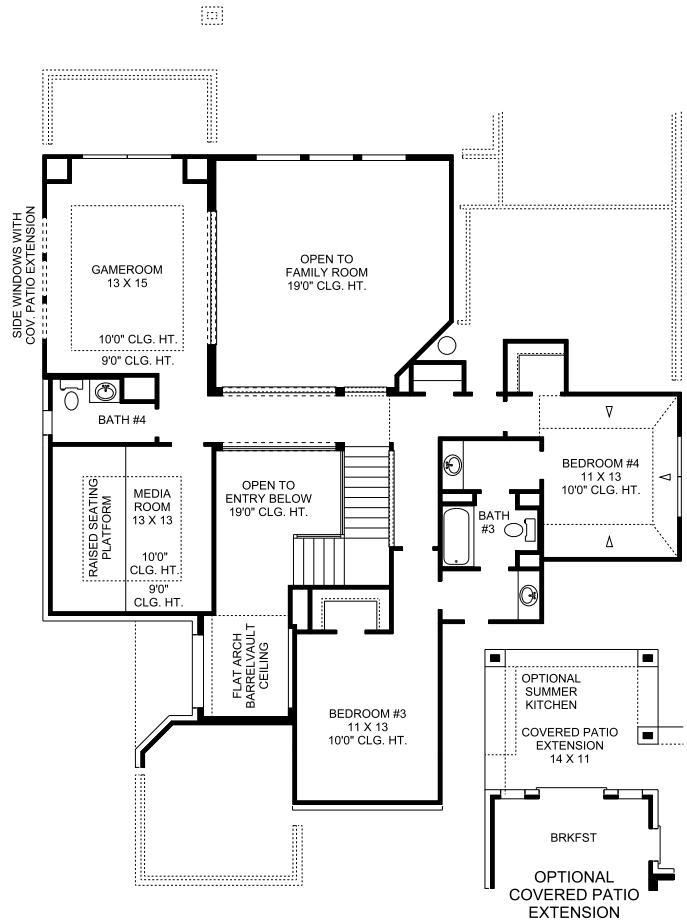 SIDE WINDOWS WITH
COV. PATIO EXTENSION
GAMEROOM
13 X 15
10'0" CLG. HT.
9'0" CLG. HT.
OPEN TO
FAMILY ROOM
19'0" CLG. HT.
BATH #4
RAISED SEATING
PLATFORM
MEDIA
ROOM
13 X 13
10'0"
CLG. HT.
9'0"
CLG. HT.
OPEN TO
ENTRY BELOW
19'0" CLG. HT.
BATH
#3
BEDROOM #4
11 X 13
10'0" CLG. HT.
FLAT ARCH
BARRELVAULT
CEILING
BEDROOM #3
11 X 13
10'0" CLG. HT.
OPTIONAL
SUMMER
KITCHEN
COVERED PATIO
EXTENSION
14 X 11
BRKFST
OPTIONAL
COVERED PATIO
EXTENSION